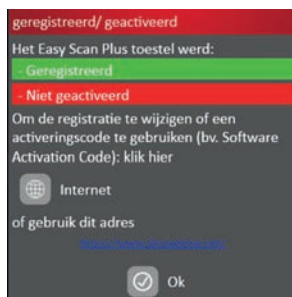 geregistreerd/ geactiveerd
Het Easy Scan Plus toestel werd:
- Geregistreerd
- Niet geactiveerd
Om de registratie te wijzigen of een
activeringscode te gebruiken (bv. Software
Activation Code): klik hier
Internet
of gebruik dit adres
Ok